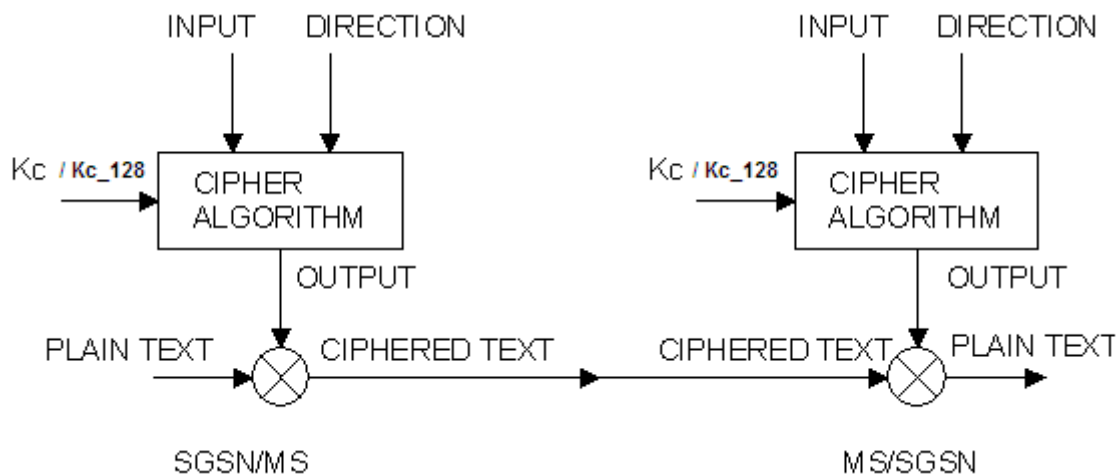 INPUT DIRECTION INPUT DIRECTION
Kc / Kc_128 CIPHER ALGORITHM Kc / Kc_128 CIPHER ALGORITHM
OUTPUT OUTPUT
PLAIN TEXT CIPHERED TEXT CIPHERED TEXT PLAIN TEXT
SGSN/MS MS/SGSN